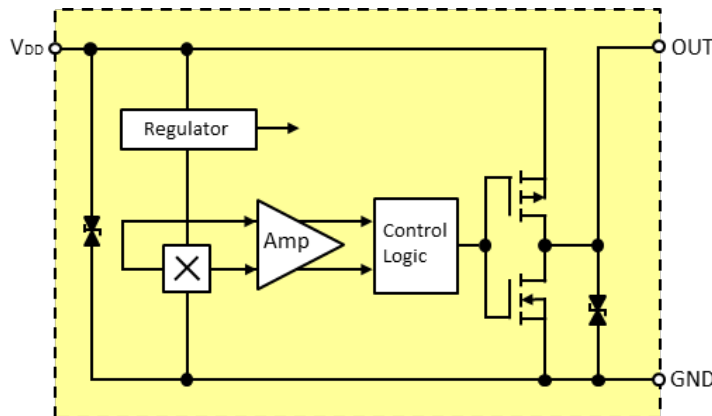 VDD
OUT
Regulator
Amp
Control
Logic
GND